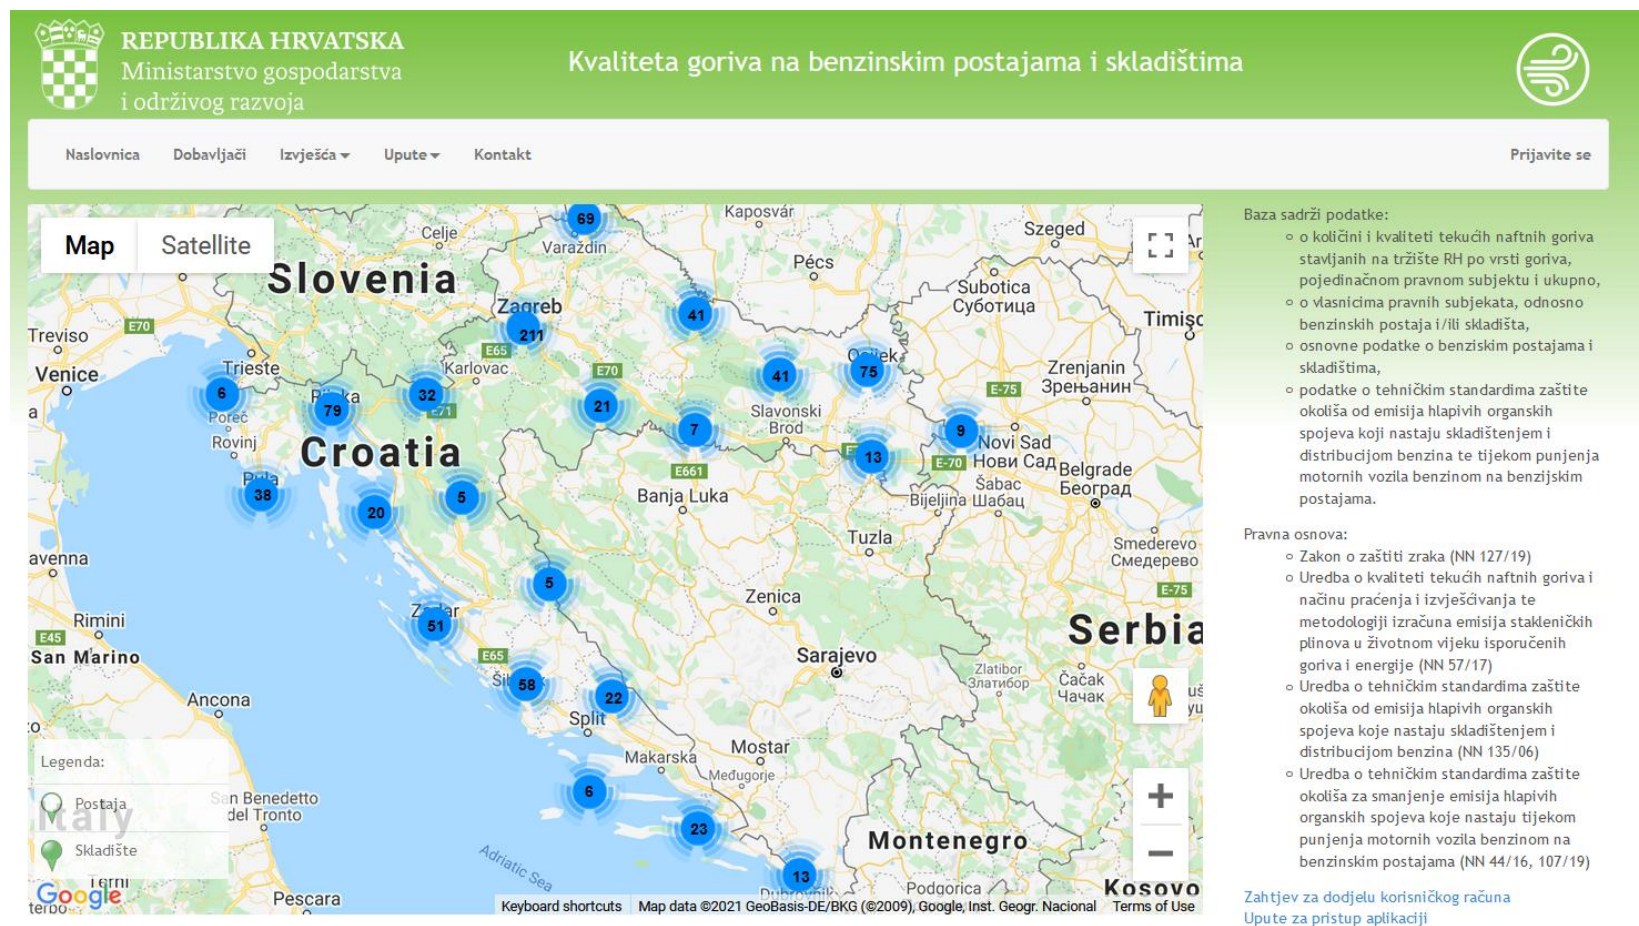 REPUBLIKA HRVATSKA
Ministarstvo gospodarstva
i održivog razvoja
Kvaliteta goriva na benzinskim postajama i skladištima
Naslovnica
Dobavljači
Izvješća
Upute
Kontakt
Prijavite se
Map
Satellite
69
Kaposvár
Celje
Varaždin
Szeged
Slovenia
Pécs
Subotica
Суботица
Zagreb
211
41
Treviso
E70
E65
Trieste
Karlovac
E70
41
75
Venice
Zrenjanin
Зрењанин
E-75
6
79
32
21
Poreč
E71
Slavonski
Brod
7
9
Rovinj
Novi Sad
Нови Сад
Croatia
13
E-70
Belgrade
Београд
E661
38
5
20
Banja Luka
Šabac
Шабац
Bijeljina
Tuzla
Smederevo
Смедерево
avenna
5
E-75
Zenica
51
Rimini
E45
San Marino
Serbia
E65
Sarajevo
58
22
Zlatibor
Златибор
Čačak
Чачак
Ancona
Split
Mostar
Makarska
Međugorje
6
23
Montenegro
13
Adriatic Sea
Podgorica
Kosovo
Legenda:
Postaja
Skladište
San Benedetto
del Tronto
Italy
Terni
Google
Pescara
Keyboard shortcuts
Map data ©2021 GeoBasis-DE/BKG (©2009), Google, Inst. Geogr. Nacional
Terms of Use
Baza sadrži podatke:
o količini i kvaliteti tekućih naftnih goriva
stavljanih na tržište RH po vrsti goriva,
pojedinačnom pravnom subjektu i ukupno,
o vlasnicima pravnih subjekata, odnosno
benzinskih postaja i/ili skladišta,
osnovne podatke o benziskim postajama i
skladištima,
podatke o tehničkim standardima zaštite
okoliša od emisija hlapivih organskih
spojeva koji nastaju skladištenjem i
distribucijom benzina te tijekom punjenja
motornih vozila benzinom na benzijskim
postajama.
Pravna osnova:
Zakon o zaštiti zraka (NN 127/19)
Uredba o kvaliteti tekućih naftnih goriva i
načinu praćenja i izvješćivanja te
metodologiji izračuna emisija stakleničkih
plinova u životnom vijeku isporučenih
goriva i energije (NN 57/17)
Uredba o tehničkim standardima zaštite
okoliša od emisija hlapivih organskih
spojeva koje nastaju skladištenjem i
distribucijom benzina (NN 135/06)
Uredba o tehničkim standardima zaštite
okoliša za smanjenje emisija hlapivih
organskih spojeva koje nastaju tijekom
punjenja motornih vozila benzinom na
benzinskim postajama (NN 44/16, 107/19)
Zahtjev za dodjelu korisničkog računa
Upute za pristup aplikaciji